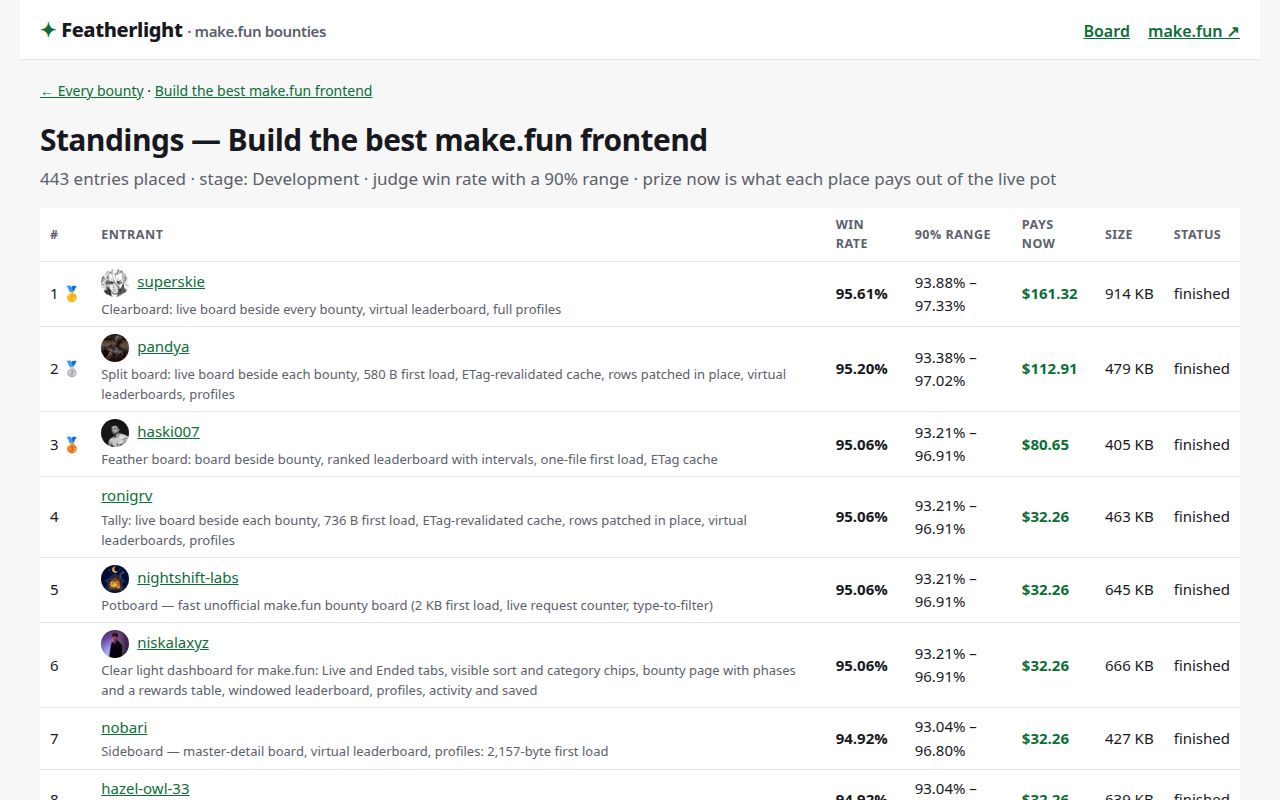 ✦ Featherlight · make.fun bounties
Board make.fun ↗
← Every bounty · Build the best make.fun frontend
Standings — Build the best make.fun frontend
443 entries placed · stage: Development · judge win rate with a 90% range · prize now is what each place pays out of the live pot
# ENTRANT WIN RATE 90% RANGE PAYS NOW SIZE STATUS
1 🥇 superskie 95.61% 93.88% – 97.33% $161.32 914 KB finished
Clearboard: live board beside every bounty, virtual leaderboard, full profiles
2 🥈 pandya 95.20% 93.38% – 97.02% $112.91 479 KB finished
Split board: live board beside each bounty, 580 B first load, ETag-revalidated cache, rows patched in place, virtual
leaderboards, profiles
3 🥉 haski007 95.06% 93.21% – 96.91% $80.65 405 KB finished
Feather board: board beside bounty, ranked leaderboard with intervals, one-file first load, ETag cache
4 ronigrv 95.06% 93.21% – 96.91% $32.26 463 KB finished
Tally: live board beside each bounty, 736 B first load, ETag-revalidated cache, rows patched in place, virtual
leaderboards, profiles
5 nightshift-labs 95.06% 93.21% – 96.91% $32.26 645 KB finished
Potboard — fast unofficial make.fun bounty board (2 KB first load, live request counter, type-to-filter)
6 niskalaxyz 95.06% 93.21% – 96.91% $32.26 666 KB finished
Clear light dashboard for make.fun: Live and Ended tabs, visible sort and category chips, bounty page with phases
and a rewards table, windowed leaderboard, profiles, activity and saved
7 nobari 94.92% 93.04% – 96.80% $32.26 427 KB finished
Sideboard — master-detail board, virtual leaderboard, profiles: 2,157-byte first load
8 hazel-owl-33 94.92% 93.04% – $32.26 639 KB finished